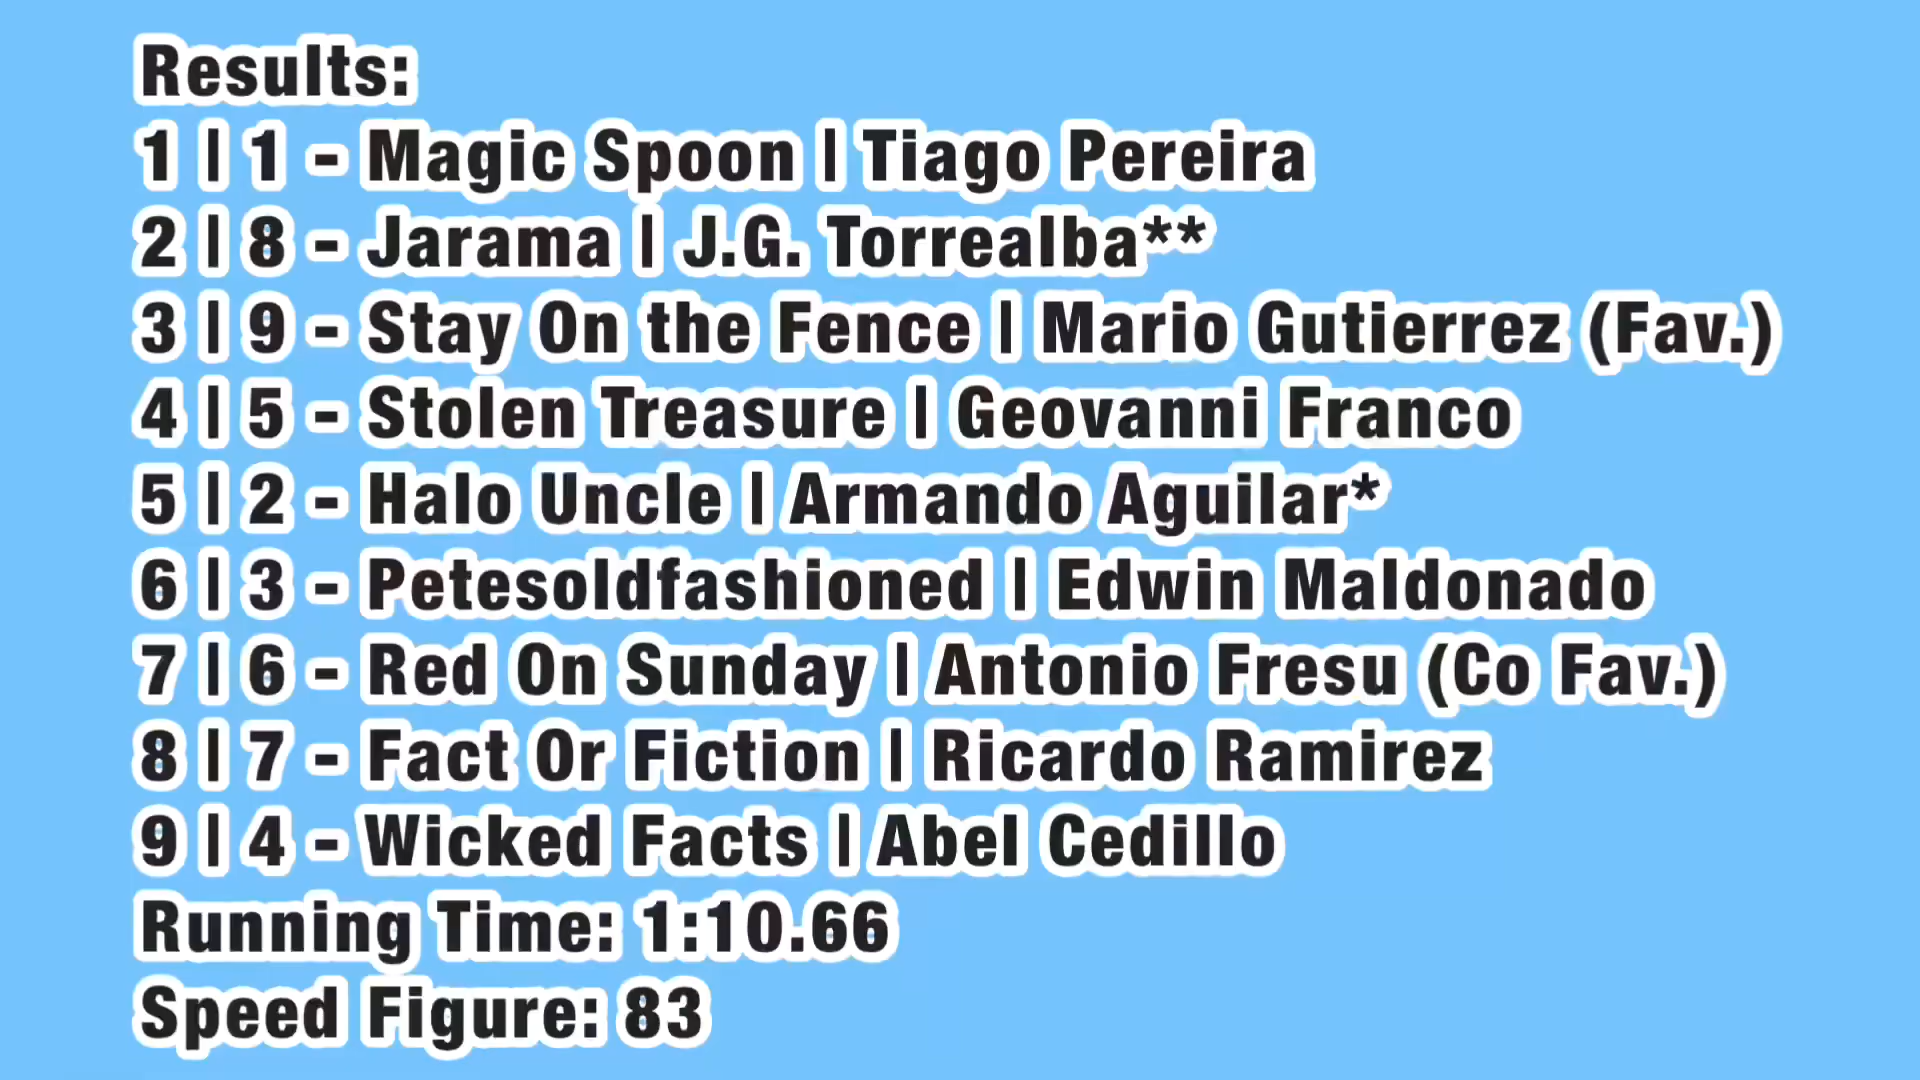 Results:
1 | 1 - Magic Spoon | Tiago Pereira
2 | 8 - Jarama | J.G. Torrealba**
3 | 9 - Stay On the Fence | Mario Gutierrez (Fav.)
4 | 5 - Stolen Treasure | Geovanni Franco
5 | 2 - Halo Uncle | Armando Aguilar*
6 | 3 - Petesoldfashioned | Edwin Maldonado
7 | 6 - Red On Sunday | Antonio Fresu (Co Fav.)
8 | 7 - Fact Or Fiction | Ricardo Ramirez
9 | 4 - Wicked Facts | Abel Cedillo
Running Time: 1:10.66
Speed Figure: 83